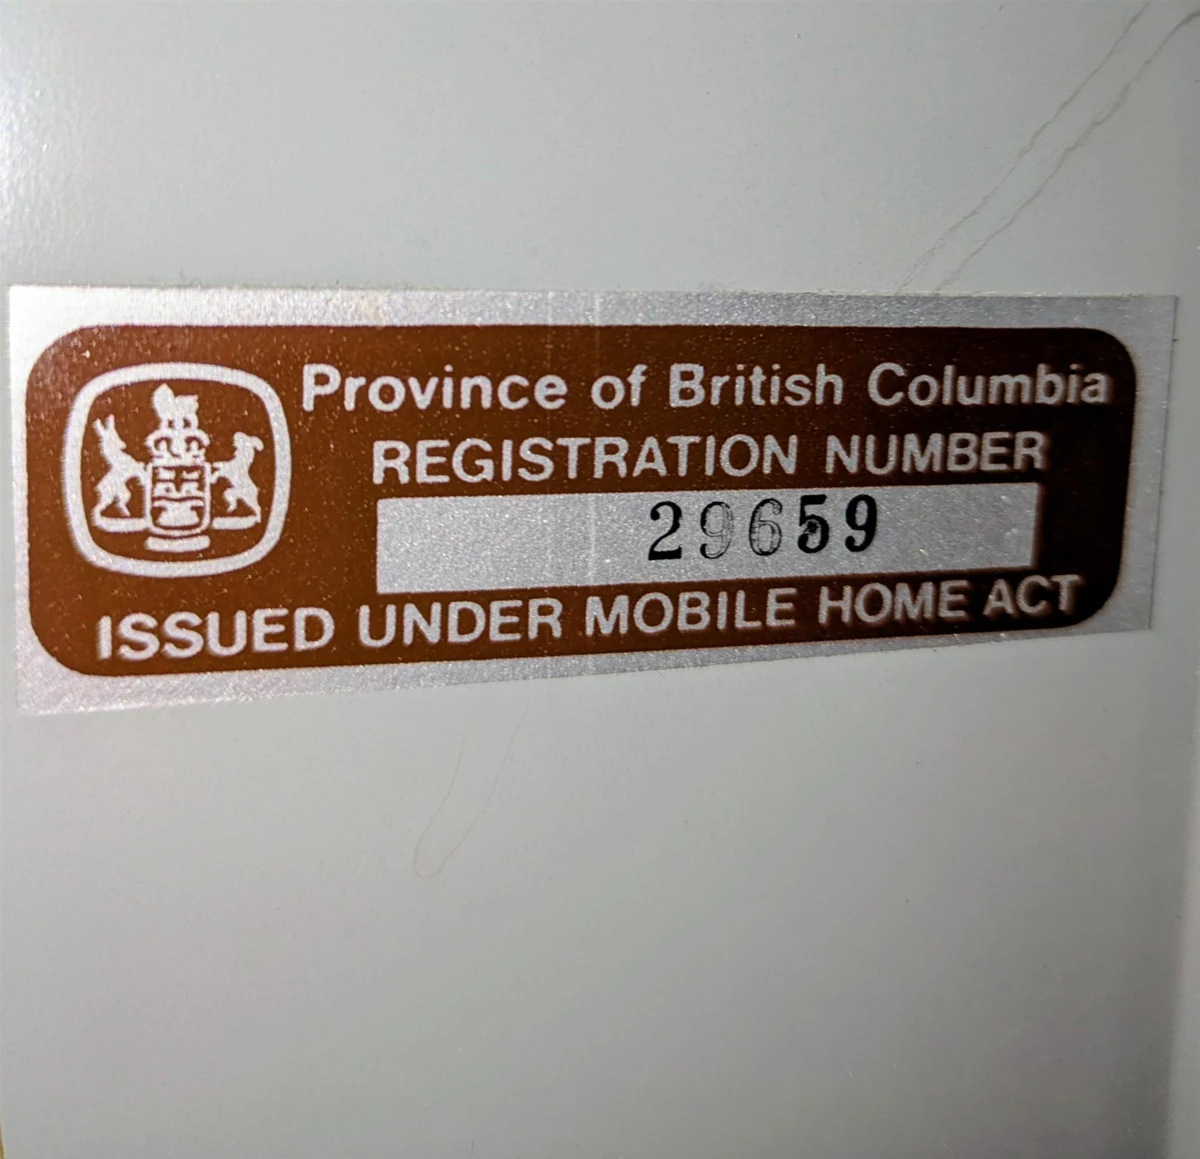 Province of British Columbia
REGISTRATION NUMBER
29659
ISSUED UNDER MOBILE HOME ACT